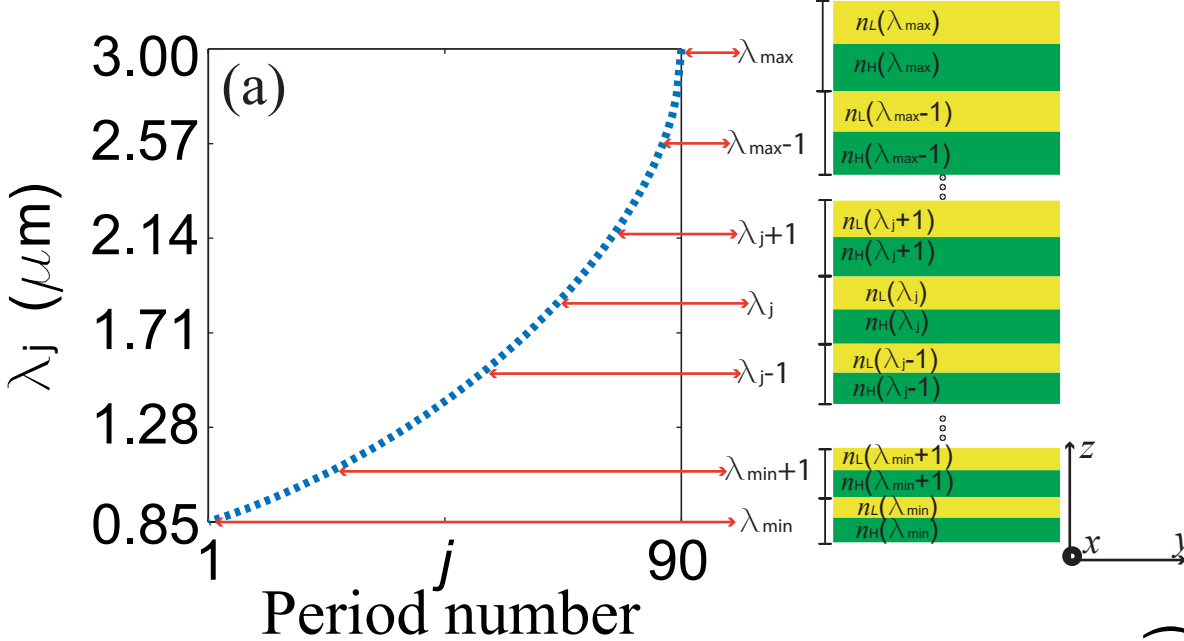 (a)
λj (μm)
3.00
2.57
2.14
1.71
1.28
0.85
1
j
90
Period number
λmax
λmax-1
λj+1
λj
λj-1
λmin+1
λmin
nL(λmax)
nH(λmax)
nL(λmax-1)
nH(λmax-1)
nL(λj+1)
nH(λj+1)
nL(λj)
nH(λj)
nL(λj-1)
nH(λj-1)
nL(λmin+1)
nH(λmin+1)
nL(λmin)
nH(λmin)
z
x
y